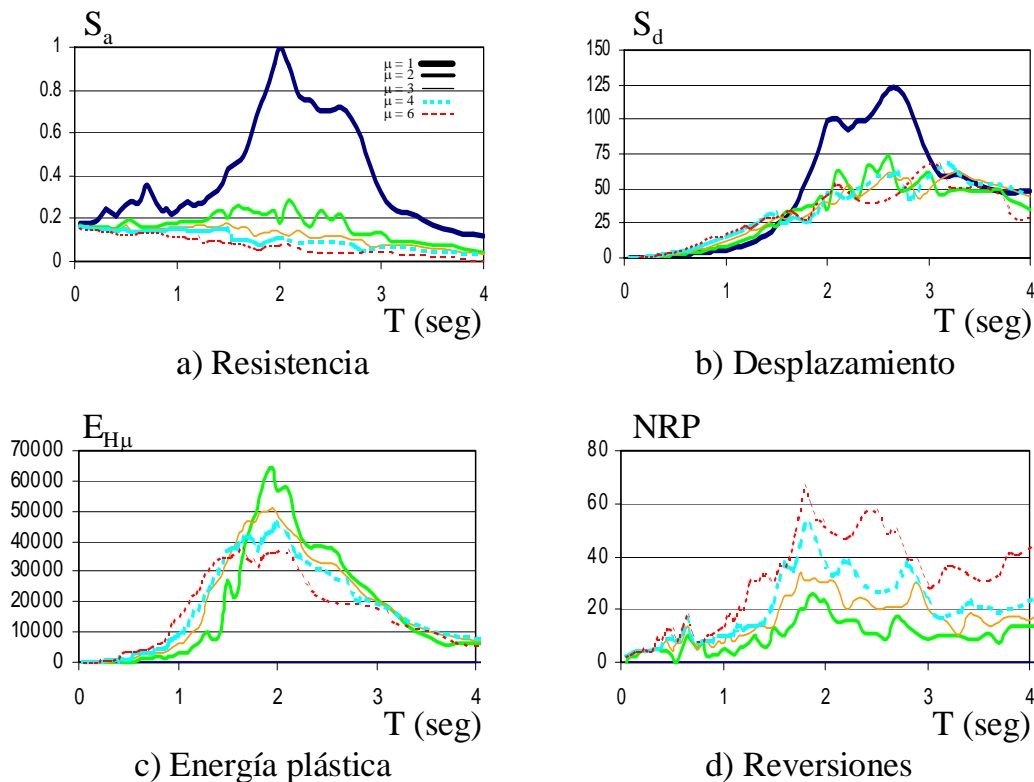 S_a
1
0.8
0.6
0.4
0.2
0
μ = 1
μ = 2
μ = 3
μ = 4
μ = 6
0 1 2 3 4
T (seg)
a) Resistencia
S_d
150
125
100
75
50
25
0
0 1 2 3 4
T (seg)
b) Desplazamiento
E_Hμ
70000
60000
50000
40000
30000
20000
10000
0
0 1 2 3 4
T (seg)
c) Energía plástica
NRP
80
60
40
20
0
0 1 2 3 4
T (seg)
d) Reversiones